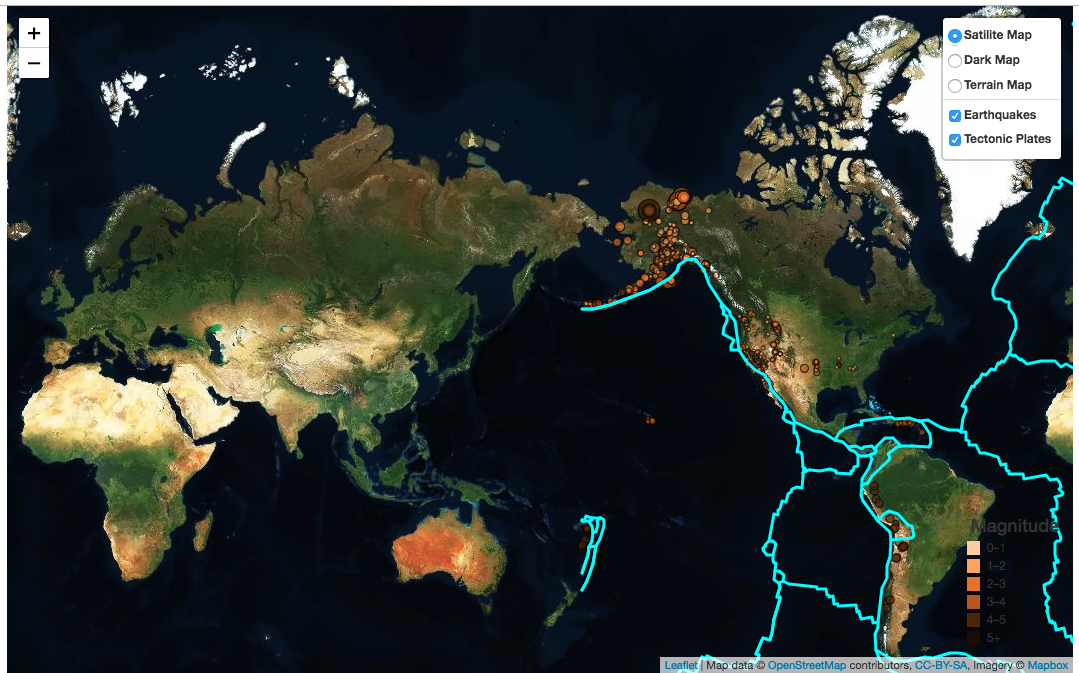 +
−
Satilite Map
Dark Map
Terrain Map
Earthquakes
Tectonic Plates
Magnitude
0–1
1–2
2–3
3–4
4–5
5+
Leaflet | Map data © OpenStreetMap contributors, CC-BY-SA, Imagery © Mapbox